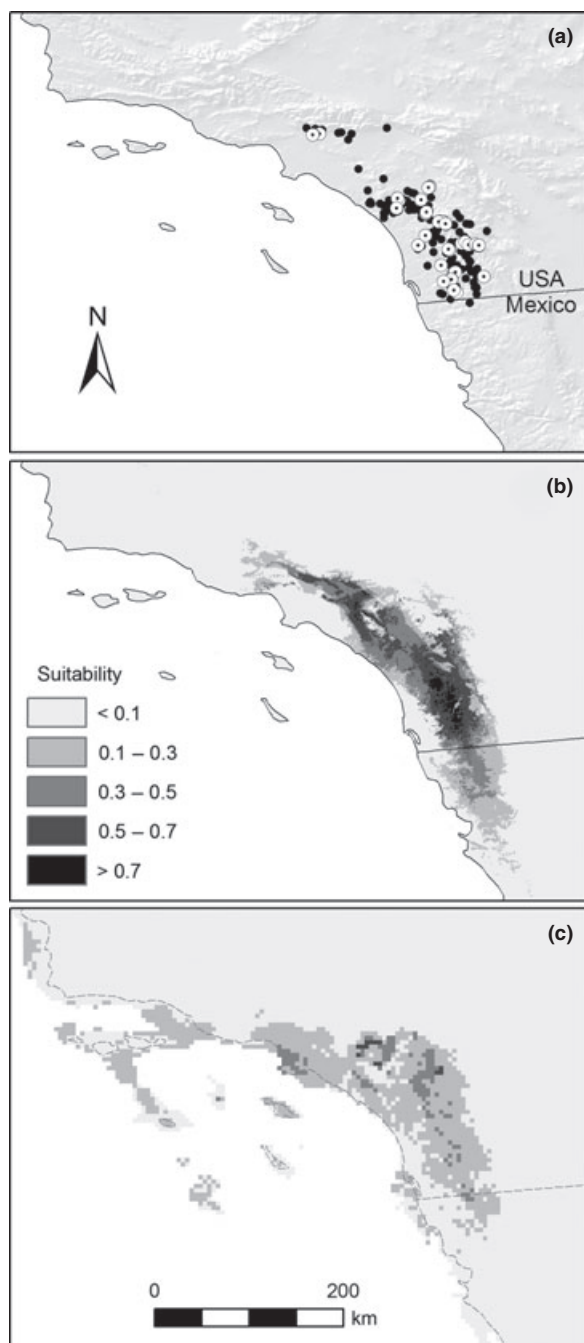 (a)
USA
Mexico
N
(b)
Suitability
< 0.1
0.1 – 0.3
0.3 – 0.5
0.5 – 0.7
> 0.7
(c)
0 200
km